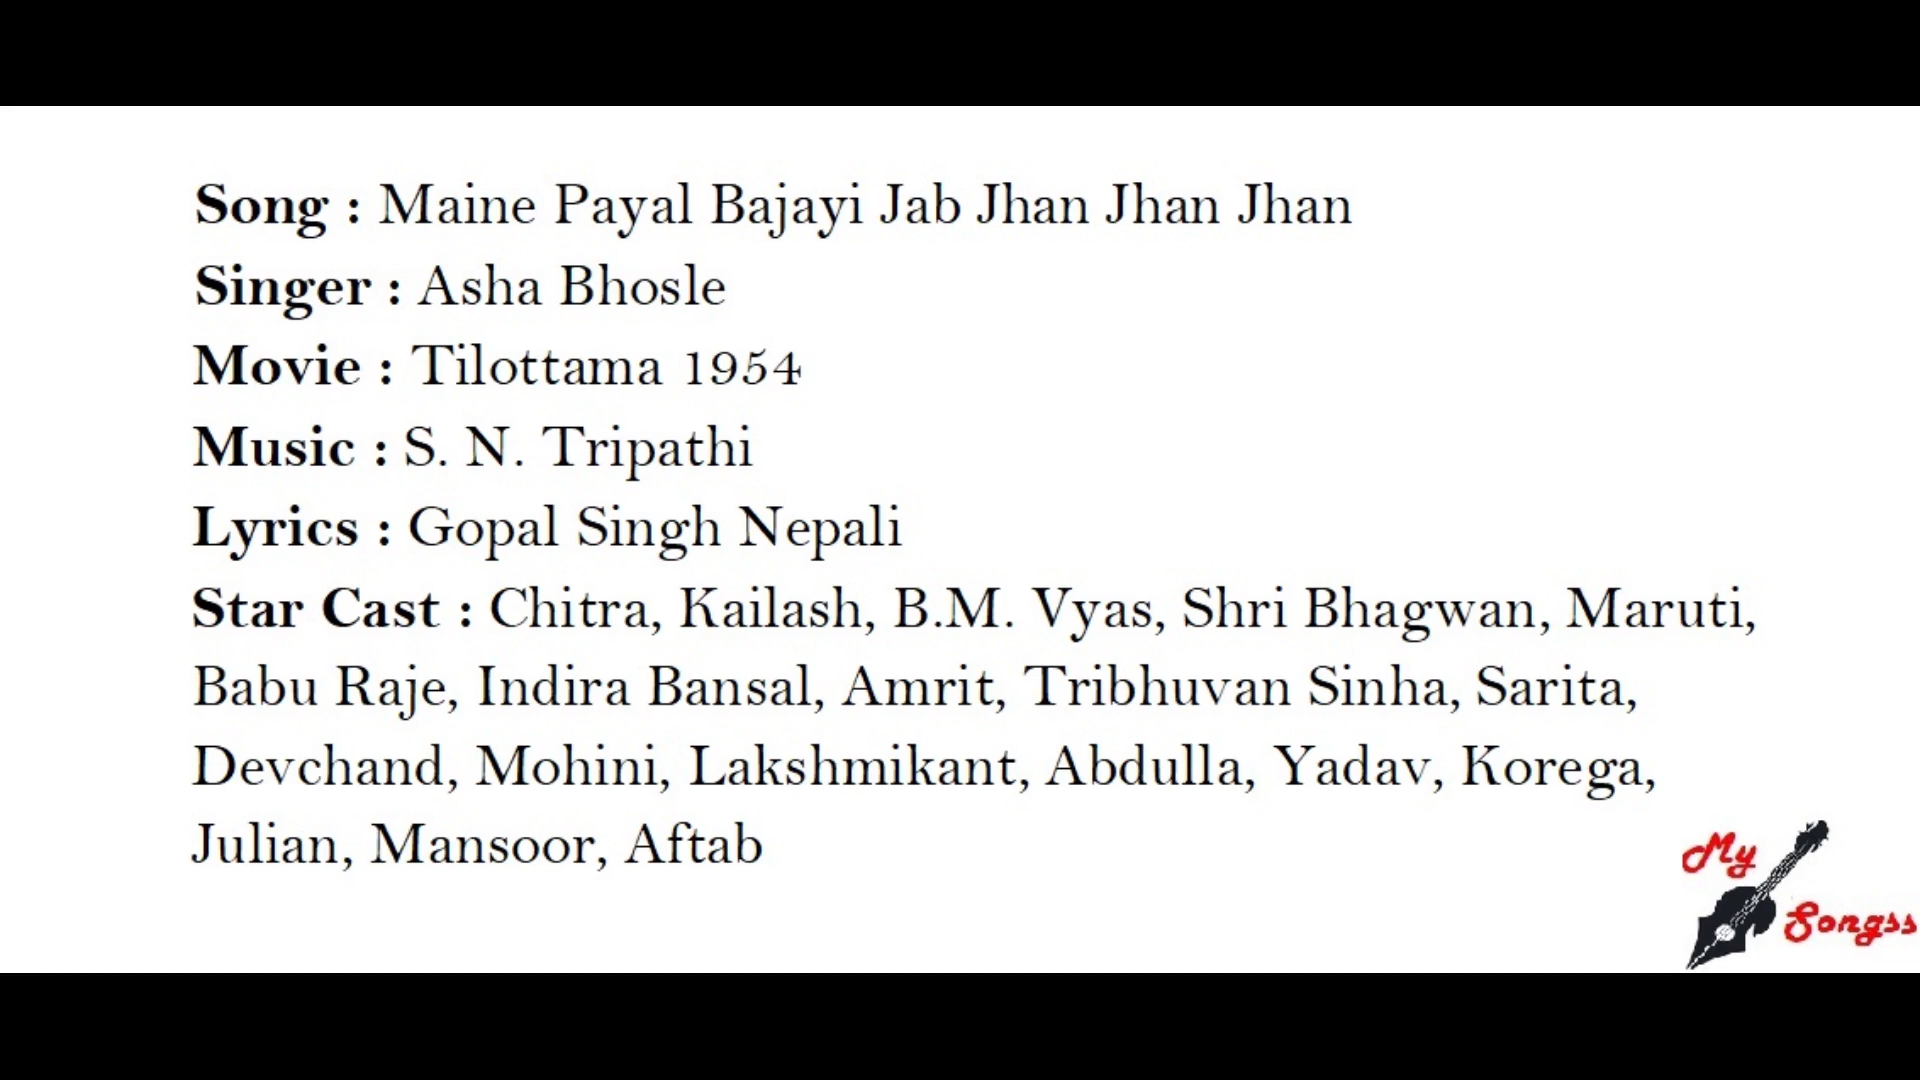 Song : Maine Payal Bajayi Jab Jhan Jhan Jhan
Singer : Asha Bhosle
Movie : Tilottama 1954
Music : S. N. Tripathi
Lyrics : Gopal Singh Nepali
Star Cast : Chitra, Kailash, B.M. Vyas, Shri Bhagwan, Maruti,
Babu Raje, Indira Bansal, Amrit, Tribhuvan Sinha, Sarita,
Devchand, Mohini, Lakshmikant, Abdulla, Yadav, Korega,
Julian, Mansoor, Aftab
My
Songss